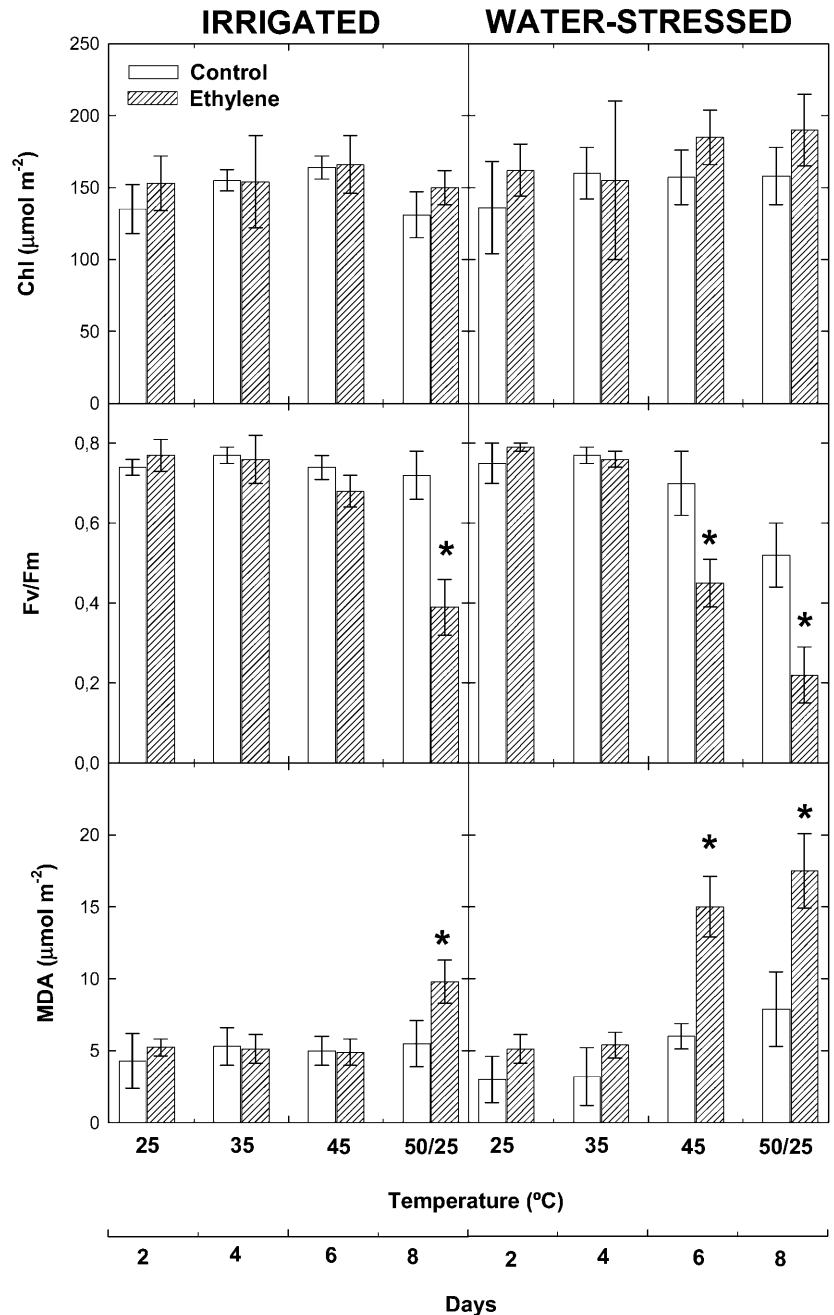 IRRIGATED WATER-STRESSED
300
250
200
150
100
50
0
Chl (µmol m-2)
Control
Ethylene
0,8
0,6
0,4
0,2
0,0
Fv/Fm
*
*
*
20
15
10
5
0
MDA (µmol m-2)
*
*
*
25 35 45 50/25 25 35 45 50/25
Temperature (ºC)
2 4 6 8 2 4 6 8
Days